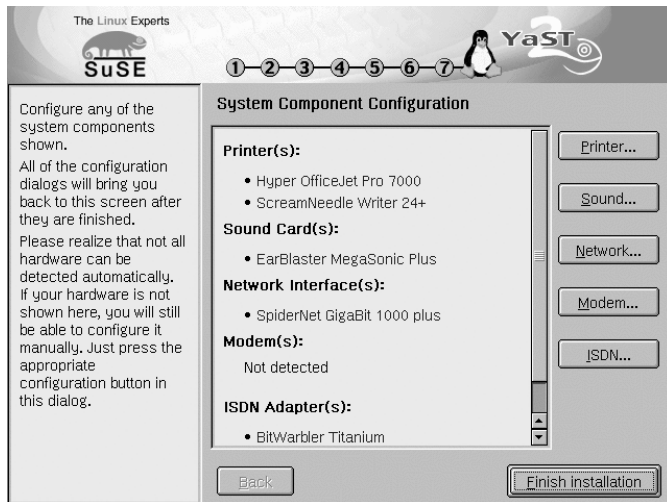 The Linux Experts
SuSE
1 2 3 4 5 6 7
YaST
2
Configure any of the
system components
shown.
All of the configuration
dialogs will bring you
back to this screen after
they are finished.
Please realize that not all
hardware can be
detected automatically.
If your hardware is not
shown here, you will still
be able to configure it
manually. Just press the
appropriate
configuration button in
this dialog.
System Component Configuration
Printer(s):
• Hyper OfficeJet Pro 7000
• ScreamNeedle Writer 24+
Sound Card(s):
• EarBlaster MegaSonic Plus
Network Interface(s):
• SpiderNet GigaBit 1000 plus
Modem(s):
Not detected
ISDN Adapter(s):
• BitWarbler Titanium
Printer...
Sound...
Network...
Modem...
ISDN...
Back
Finish installation